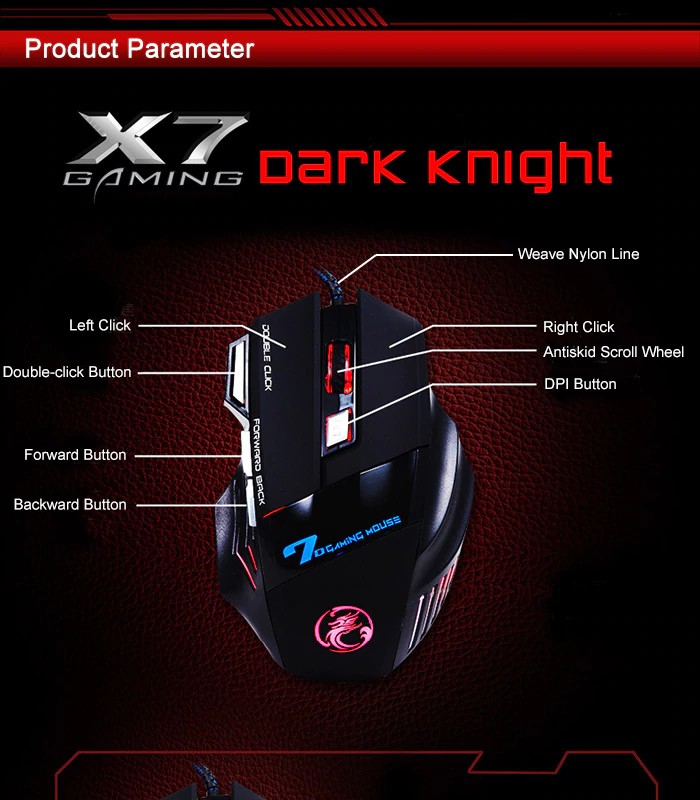 Product Parameter
X7
GAMING
Dark Knight
Weave Nylon Line
Left Click
Right Click
Antiskid Scroll Wheel
Double-click Button
DPI Button
DOUBLE CLICK
Forward Button
FORWARD
Backward Button
BACK
7D GAMING MOUSE